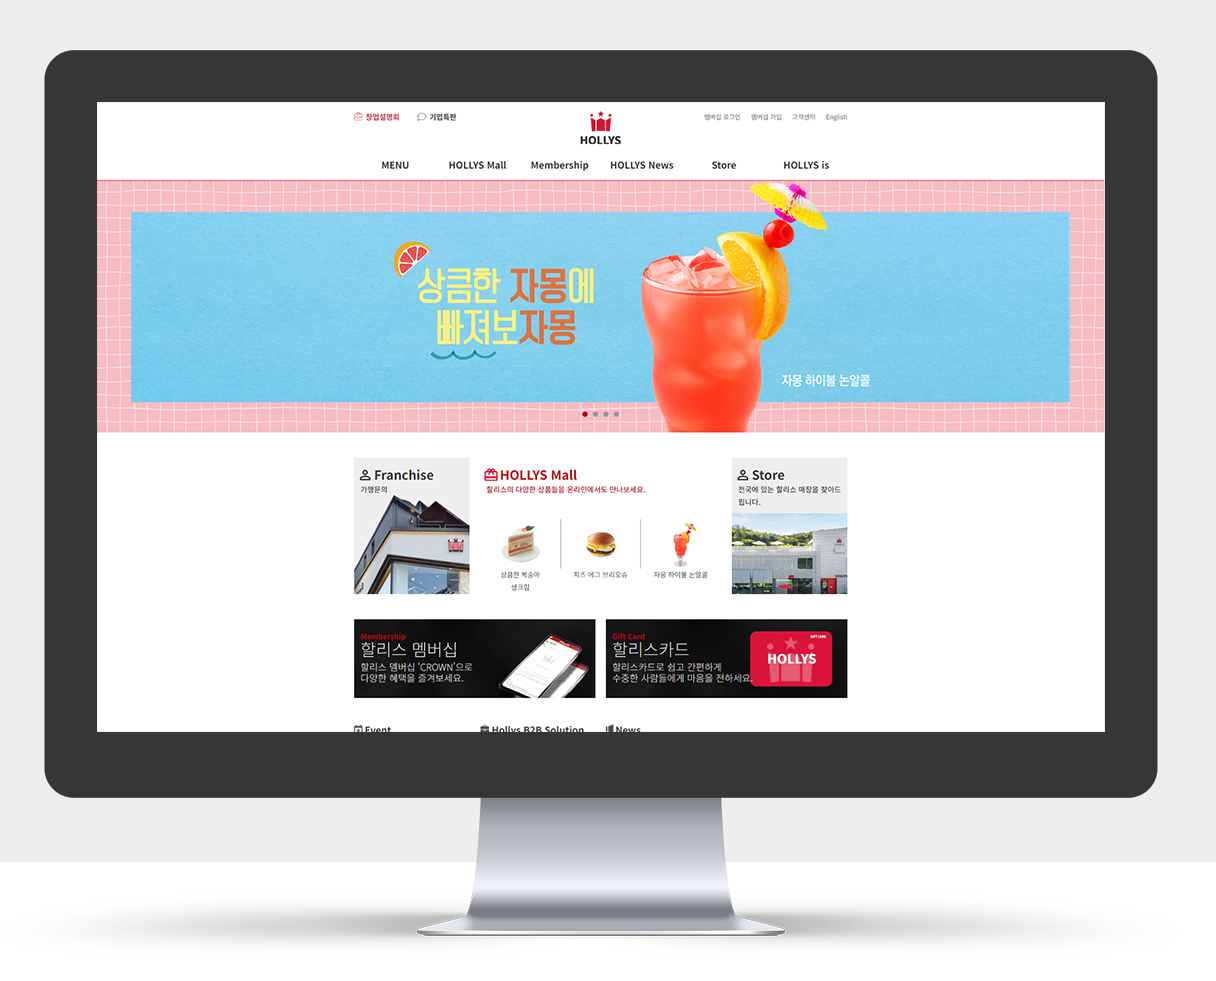 창업설명회 기업특판
HOLLYS
멤버십 로그인 멤버십 가입 고객센터 English
MENU HOLLYS Mall Membership HOLLYS News Store HOLLYS is
상큼한 자몽에
빠져보자몽
자몽 하이볼 논알콜
Franchise
가맹문의
HOLLYS Mall
할리스의 다양한 상품들을 온라인에서도 만나보세요.
상큼한 복숭아
생크림
치즈 에그 브리오슈
자몽 하이볼 논알콜
Store
전국에 있는 할리스 매장을 찾아드
립니다.
Membership
할리스 멤버십
할리스 멤버십 'CROWN'으로
다양한 혜택을 즐겨보세요.
Gift Card
할리스카드
할리스카드로 쉽고 간편하게
수중한 사람들에게 마음을 전하세요.
GIFT CARD
HOLLYS
Event Hollys B2B Solution News